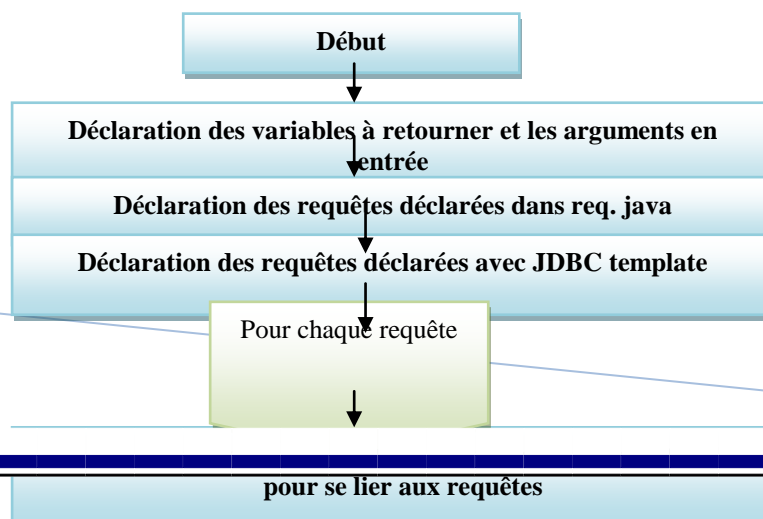 Début
Déclaration des variables à retourner et les arguments en
entrée
Déclaration des requêtes déclarées dans req. java
Déclaration des requêtes déclarées avec JDBC template
Pour chaque requête
pour se lier aux requêtes